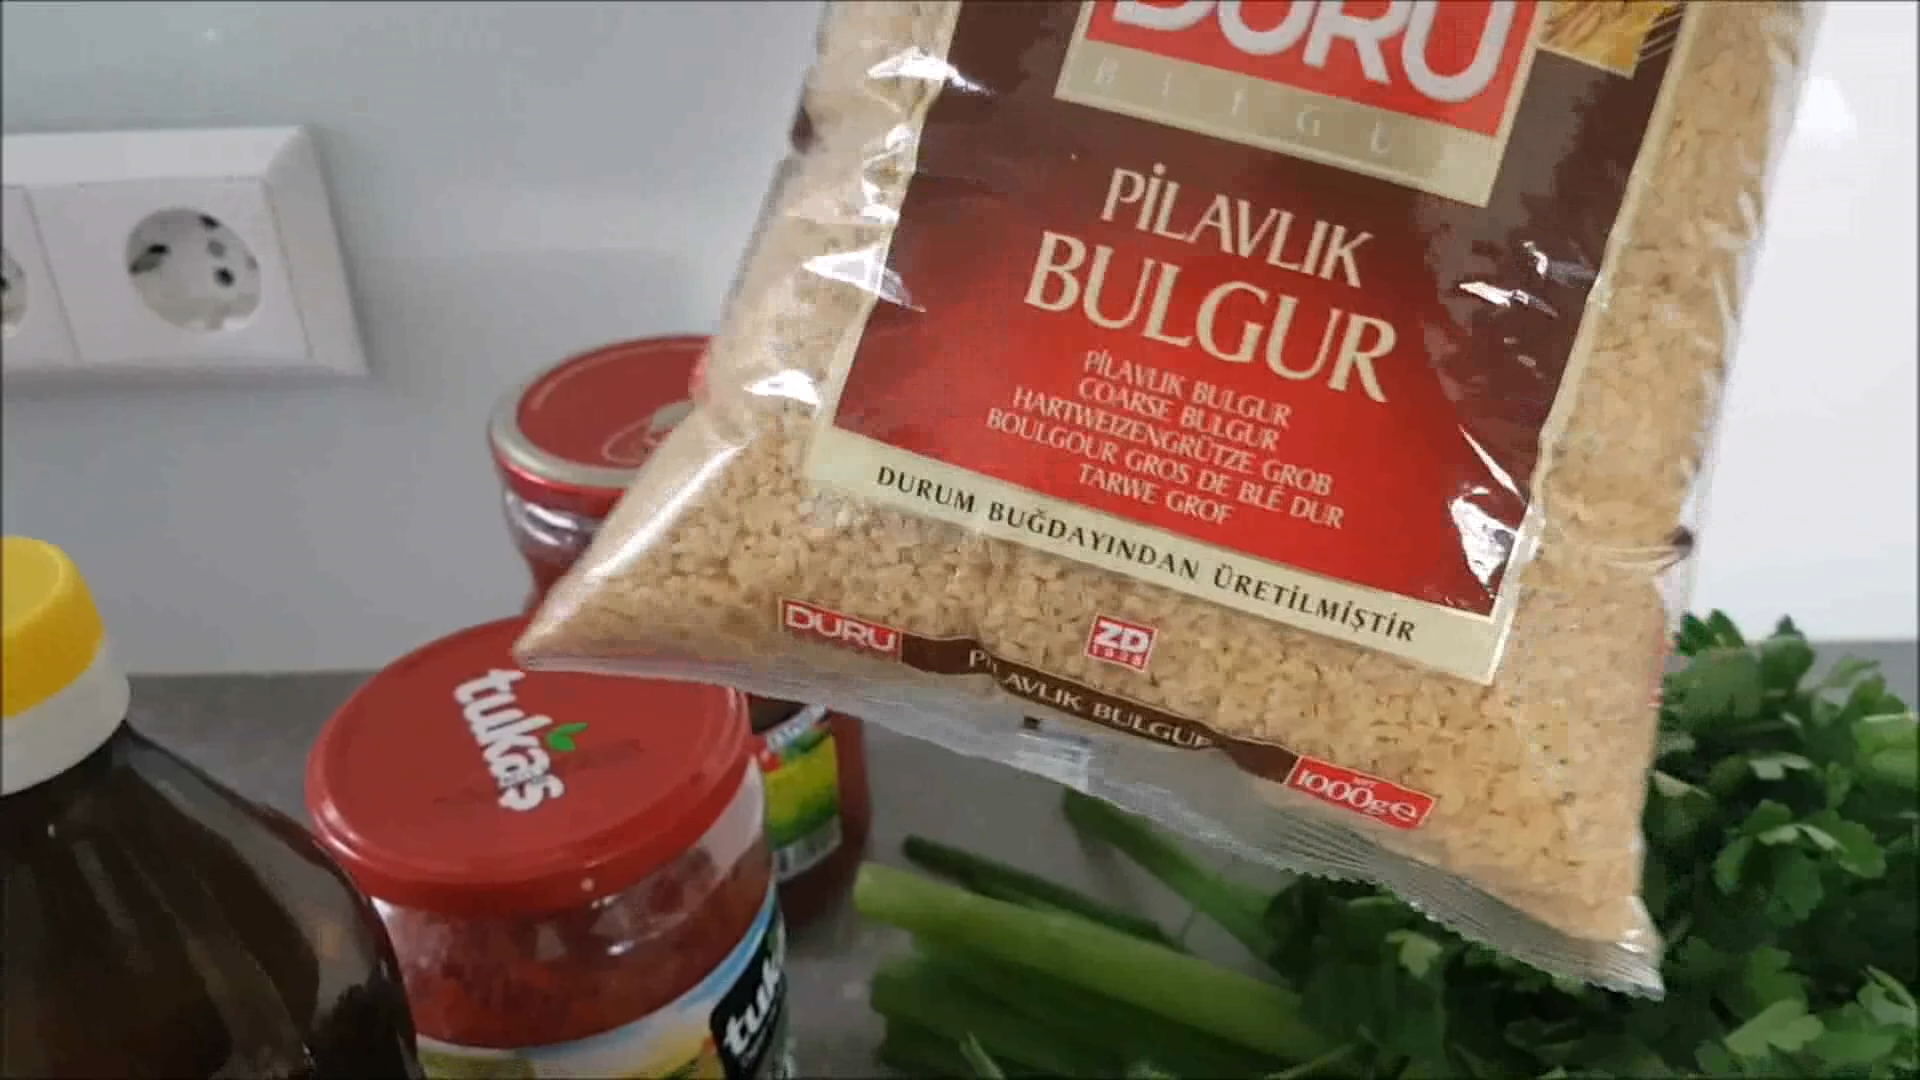 DURU
PİLAVLIK
BULGUR
PİLAVLIK BULGUR
COARSE BULGUR
HARTWEIZENGRÜTZE GROB
BOULGOUR GROS DE BLÉ DUR
TARWE GROF
DURUM BUĞDAYINDAN ÜRETİLMİŞTİR
DURU
ZD
PİLAVLIK BULGUR
1000g e
tukaş
tuk